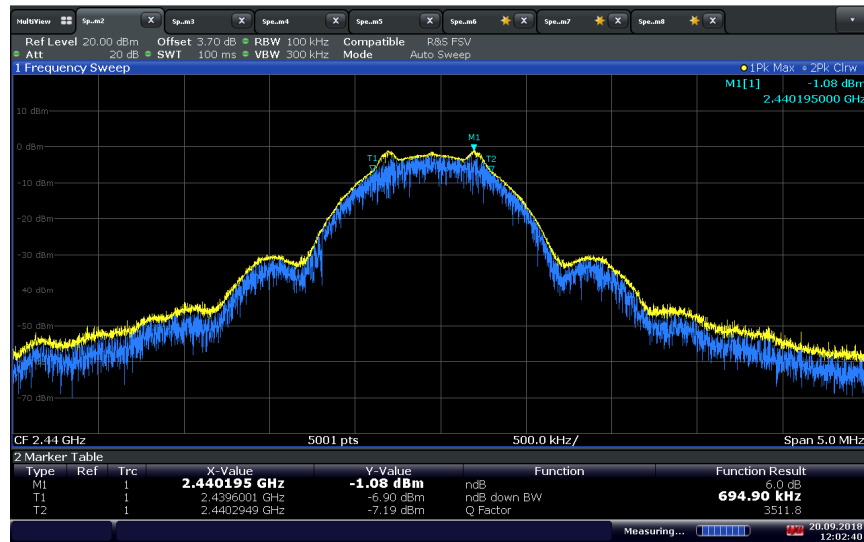 MultiView Sp..m2 X Sp..m3 X Spe..m4 X Spe..m5 X Spe..m6 X Spe..m7 X Spe..m8 X
Ref Level 20.00 dBm Offset 3.70 dB RBW 100 kHz Compatible R&S FSV
Att 20 dB SWT 100 ms VBW 300 kHz Mode Auto Sweep
1 Frequency Sweep 1Pk Max 2Pk Clrw
M1[1] -1.08 dBm
2.440195000 GHz
10 dBm
M1
0 dBm
T1 T2
-10 dBm
-20 dBm
-30 dBm
40 dBm
-50 dBm
-70 dBm
CF 2.44 GHz 5001 pts 500.0 kHz/ Span 5.0 MHz
2 Marker Table
Type Ref Trc X-Value Y-Value Function Function Result
M1 1 2.440195 GHz -1.08 dBm ndB 6.0 dB
T1 1 2.4396001 GHz -6.90 dBm ndB down BW 694.90 kHz
T2 1 2.4402949 GHz -7.19 dBm Q Factor 3511.8
Measuring... 20.09.2018
12:02:40